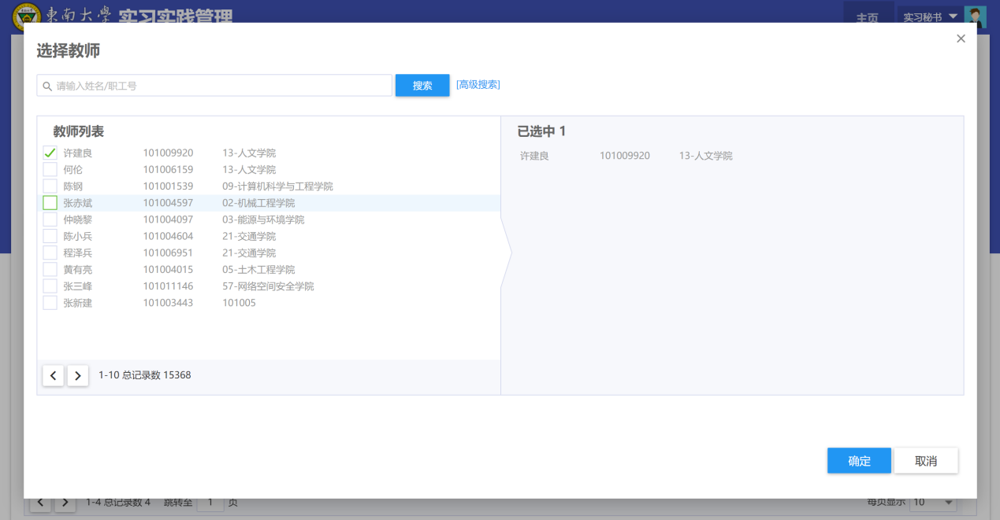 東南大學 实习实践管理
主页 实习秘书
选择教师
请输入姓名/职工号 搜索 [高级搜索]
教师列表
许建良 101009920 13-人文学院
何伦 101006159 13-人文学院
陈钢 101001539 09-计算机科学与工程学院
张赤斌 101004597 02-机械工程学院
仲晓黎 101004097 03-能源与环境学院
陈小兵 101004604 21-交通学院
程泽兵 101006951 21-交通学院
黄有亮 101004015 05-土木工程学院
张三峰 101011146 57-网络空间安全学院
张新建 101003443 101005
1-10 总记录数 15368
已选中 1
许建良 101009920 13-人文学院
确定 取消
1-4 总记录数 4 跳转至 1 页 每页显示 10